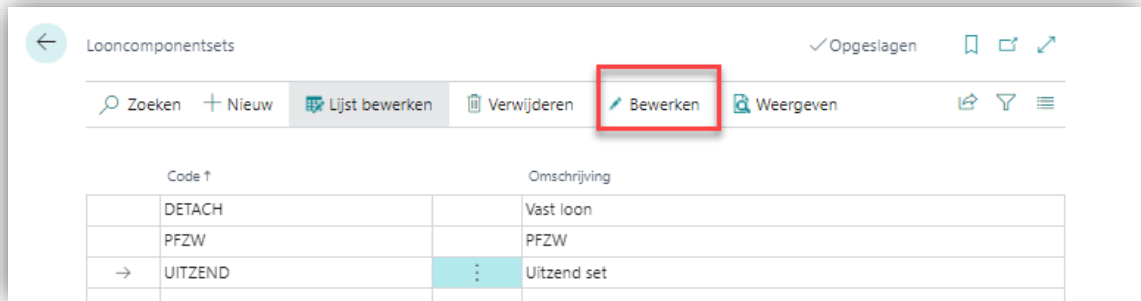 Looncomponentsets
Opgeslagen
Zoeken Nieuw Lijst bewerken Verwijderen Bewerken Weergeven
Code ↑ Omschrijving
DETACH Vast loon
PFZW PFZW
UITZEND Uitzend set